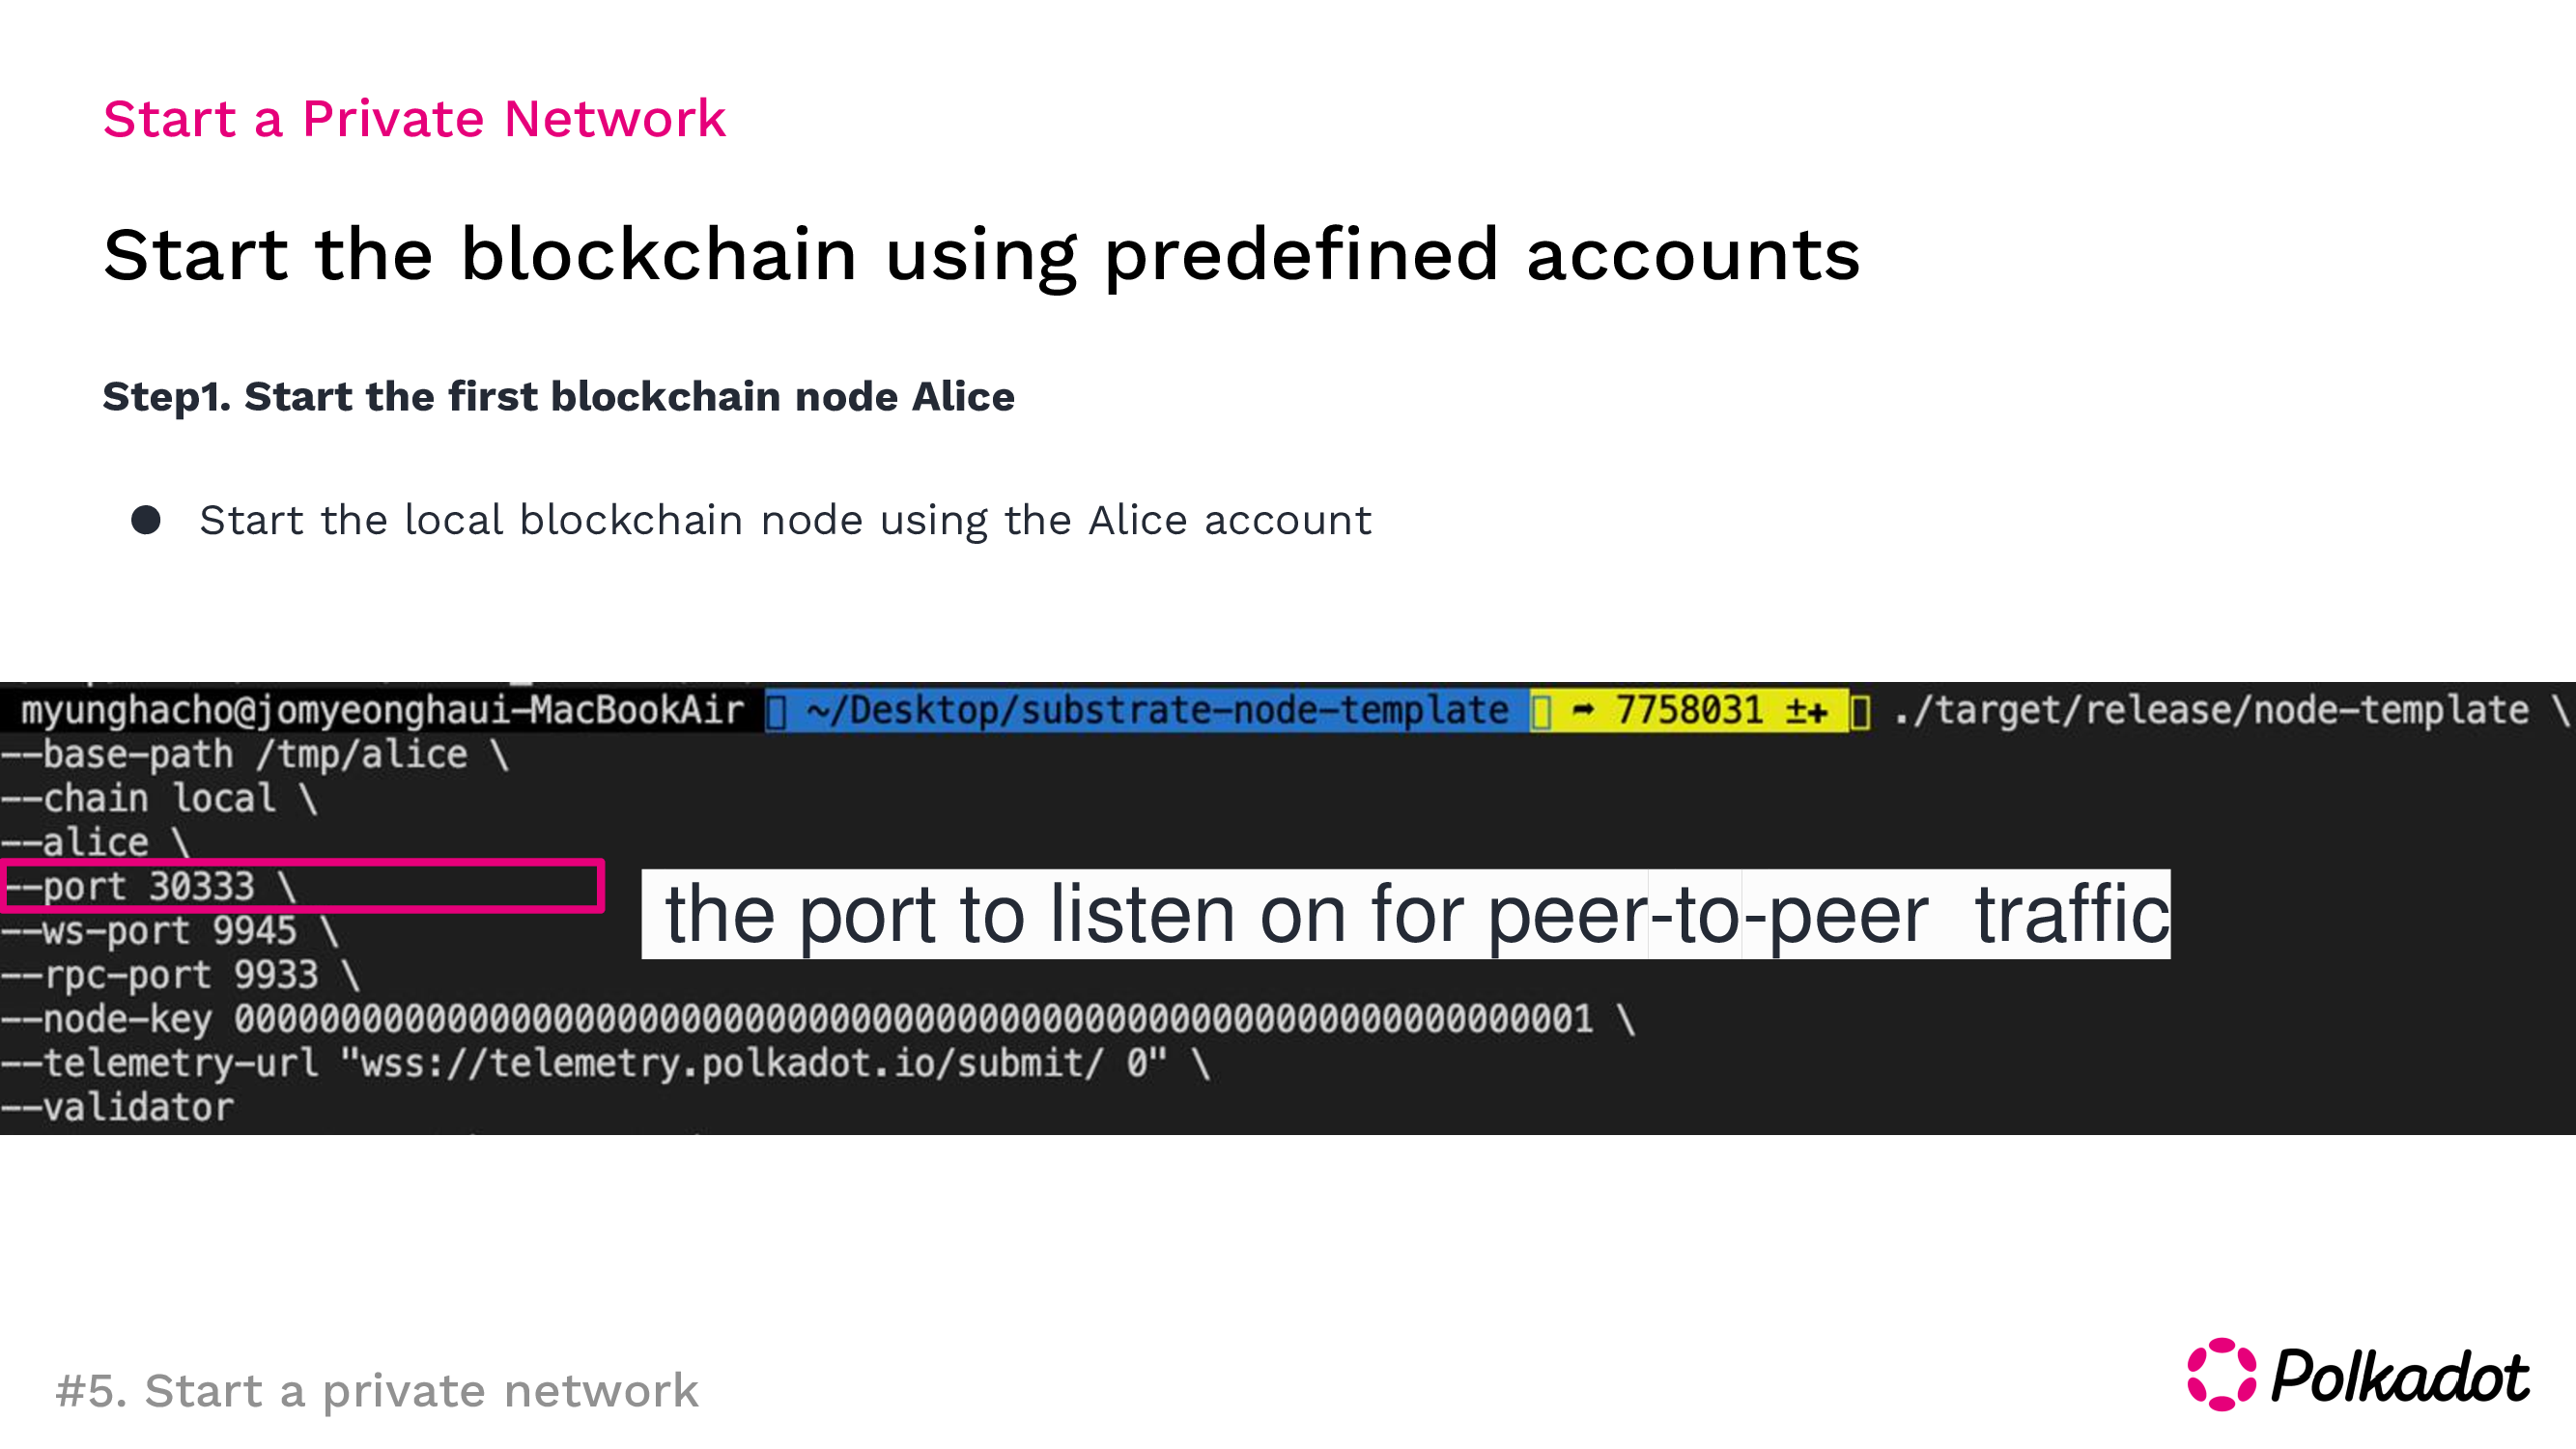 Start a Private Network
Start the blockchain using predefined accounts
Step1. Start the first blockchain node Alice
● Start the local blockchain node using the Alice account
myunghacho@jomyeonghaui-MacBookAir ~/Desktop/substrate-node-template ➦ 7758031 ±✚ ./target/release/node-template \
--base-path /tmp/alice \
--chain local \
--alice \
--port 30333 \
the port to listen on for peer-to-peer traffic
--ws-port 9945 \
--rpc-port 9933 \
--node-key 0000000000000000000000000000000000000000000000000000000000000001 \
--telemetry-url "wss://telemetry.polkadot.io/submit/ 0" \
--validator
#5. Start a private network
Polkadot